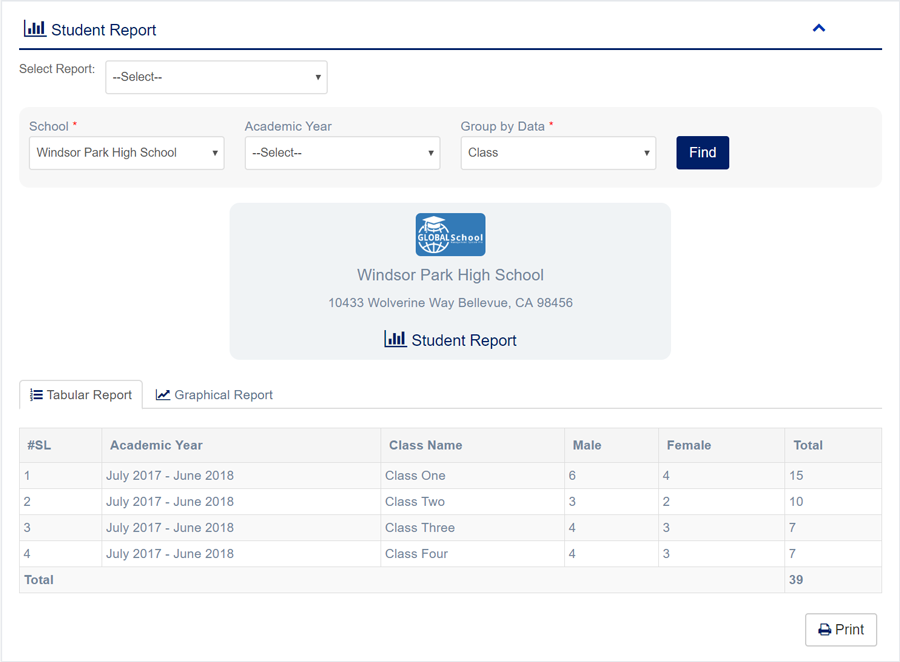 Student Report
Select Report: --Select--
School * Academic Year Group by Data *
Windsor Park High School --Select-- Class Find
GLOBAL School
Windsor Park High School
10433 Wolverine Way Bellevue, CA 98456
Student Report
Tabular Report Graphical Report
#SL Academic Year Class Name Male Female Total
1 July 2017 - June 2018 Class One 6 4 15
2 July 2017 - June 2018 Class Two 3 2 10
3 July 2017 - June 2018 Class Three 4 3 7
4 July 2017 - June 2018 Class Four 4 3 7
Total 39
Print